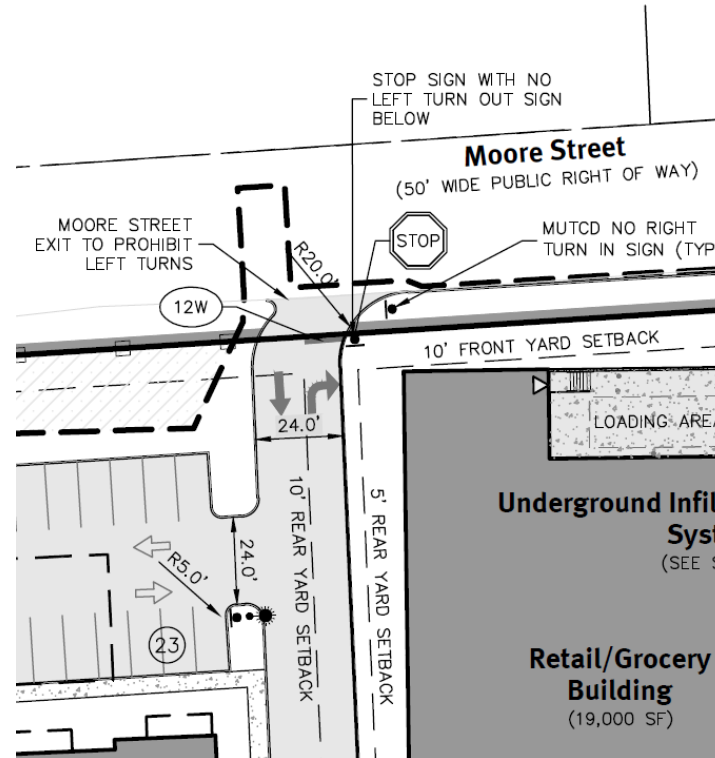 STOP SIGN WITH NO
LEFT TURN OUT SIGN
BELOW
Moore Street
(50' WIDE PUBLIC RIGHT OF WAY)
MOORE STREET
EXIT TO PROHIBIT
LEFT TURNS
R20.0'
STOP
MUTCD NO RIGHT
TURN IN SIGN (TYP
12W
10' FRONT YARD SETBACK
24.0'
LOADING AREA
10' REAR YARD SETBACK
5' REAR YARD SETBACK
Underground Infil
Syst
(SEE S
24.0'
R5.0'
23
Retail/Grocery
Building
(19,000 SF)